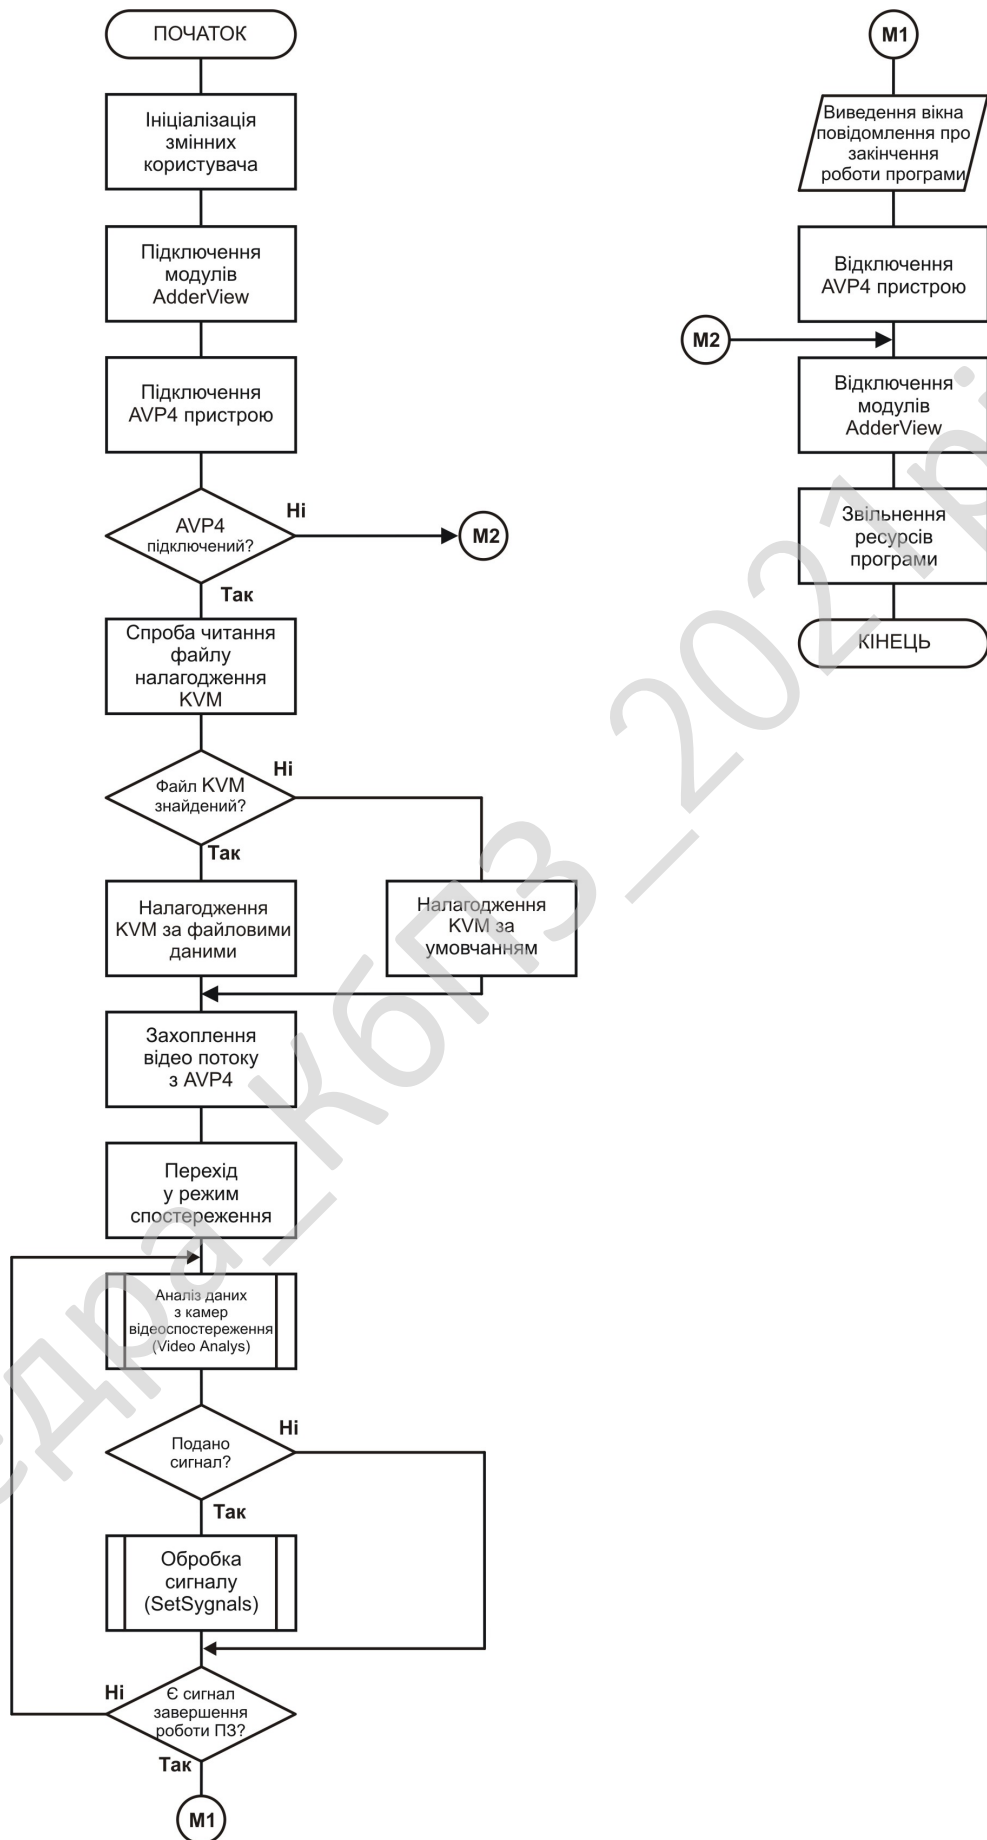 ПОЧАТОК
Ініціалізація
змінних
користувача
Підключення
модулів
AdderView
Підключення
AVP4 пристрою
AVP4
підключений?
Ні
М2
Так
Спроба читання
файлу
налагодження
KVM
Файл KVM
знайдений?
Ні
Так
Налагодження
KVM за файловими
даними
Налагодження
KVM за
умовчанням
Захоплення
відео потоку
з AVP4
Перехід
у режим
спостереження
Аналіз даних
з камер
відеоспостереження
(Video Analys)
Подано
сигнал?
Ні
Так
Обробка
сигналу
(SetSygnals)
Є сигнал
завершення
роботи ПЗ?
Ні
Так
М1
М1
Виведення вікна
повідомлення про
закінчення
роботи програми
Відключення
AVP4 пристрою
М2
Відключення
модулів
AdderView
Звільнення
ресурсів
програми
КІНЕЦЬ